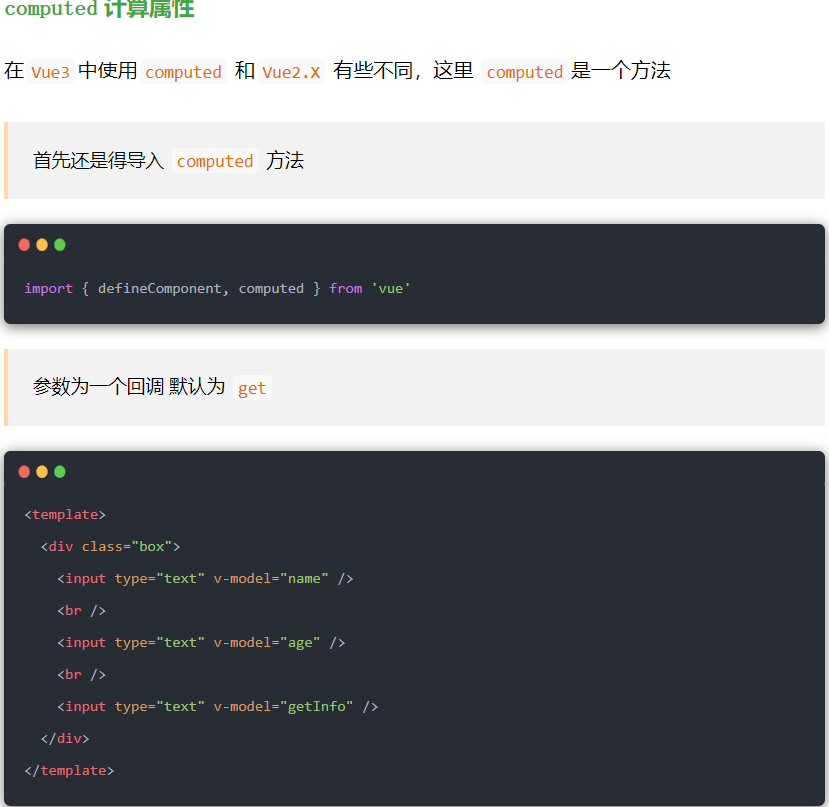 computed 计算属性
在 Vue3 中使用 computed 和 Vue2.X 有些不同，这里 computed 是一个方法
首先还是得导入 computed 方法
import { defineComponent, computed } from 'vue'
参数为一个回调 默认为 get
<template>
  <div class="box">
    <input type="text" v-model="name" />
    <br />
    <input type="text" v-model="age" />
    <br />
    <input type="text" v-model="getInfo" />
  </div>
</template>